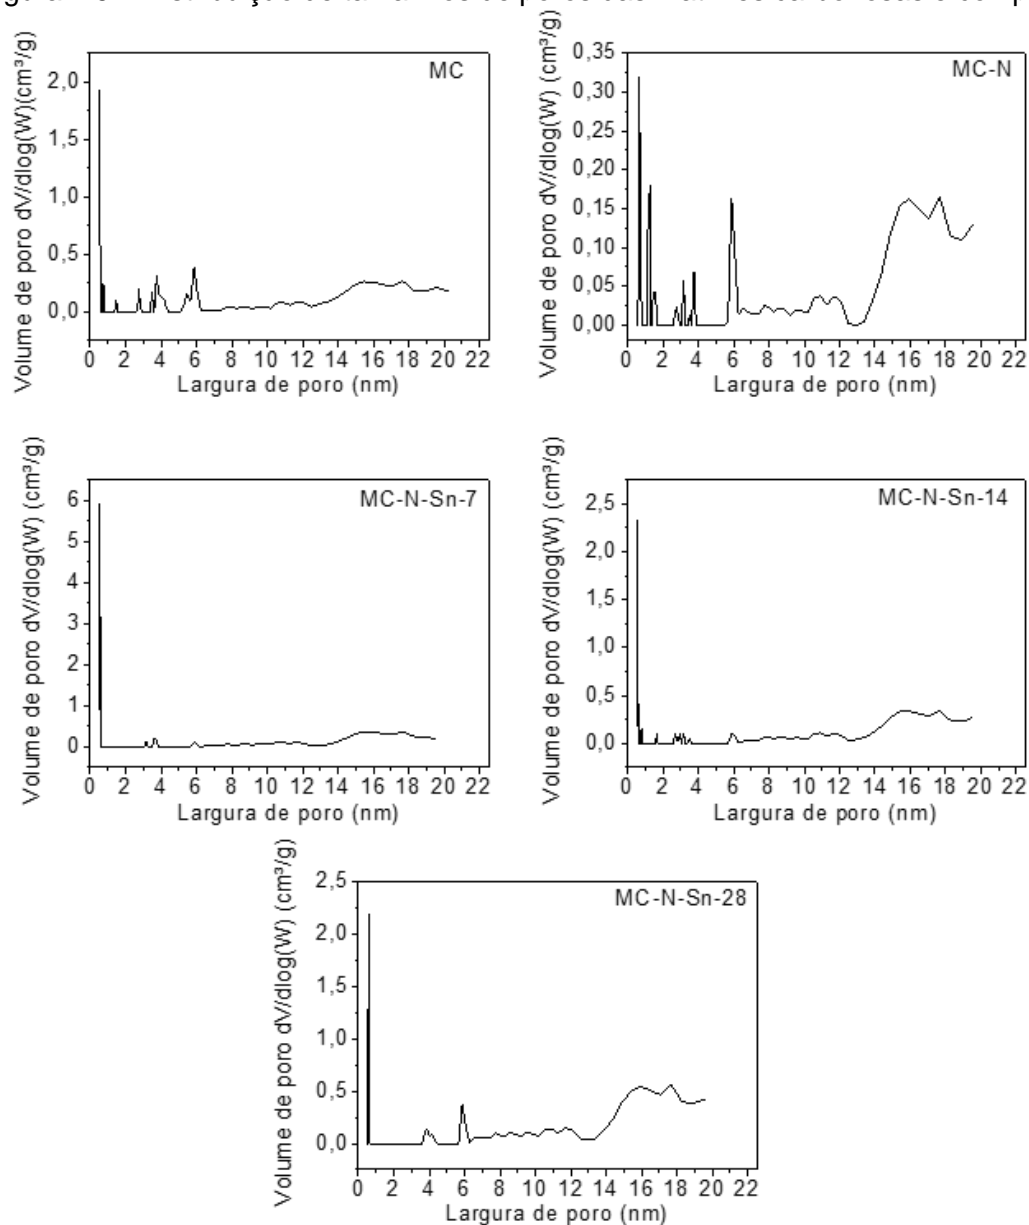 de poros das
Volume de poro dV/dlog(W)(cm³/g)
MC
2,0
1,5
1,0
0,5
0,0
0 2 4 6 8 10 12 14 16 18 20 22
Largura de poro (nm)
Volume de poro dV/dlog(W) (cm³/g)
MC-N
0,35
0,30
0,25
0,20
0,15
0,10
0,05
0,00
0 2 4 6 8 10 12 14 16 18 20 22
Largura de poro (nm)
Volume de poro dV/dlog(W) (cm³/g)
MC-N-Sn-7
6
5
4
3
2
1
0
0 2 4 6 8 10 12 14 16 18 20 22
Largura de poro (nm)
Volume de poro dV/dlog(W) (cm³/g)
MC-N-Sn-14
2,5
2,0
1,5
1,0
0,5
0,0
0 2 4 6 8 10 12 14 16 18 20 22
Largura de poro (nm)
Volume de poro dV/dlog(W) (cm³/g)
MC-N-Sn-28
2,5
2,0
1,5
1,0
0,5
0,0
0 2 4 6 8 10 12 14 16 18 20 22
Largura de poro (nm)